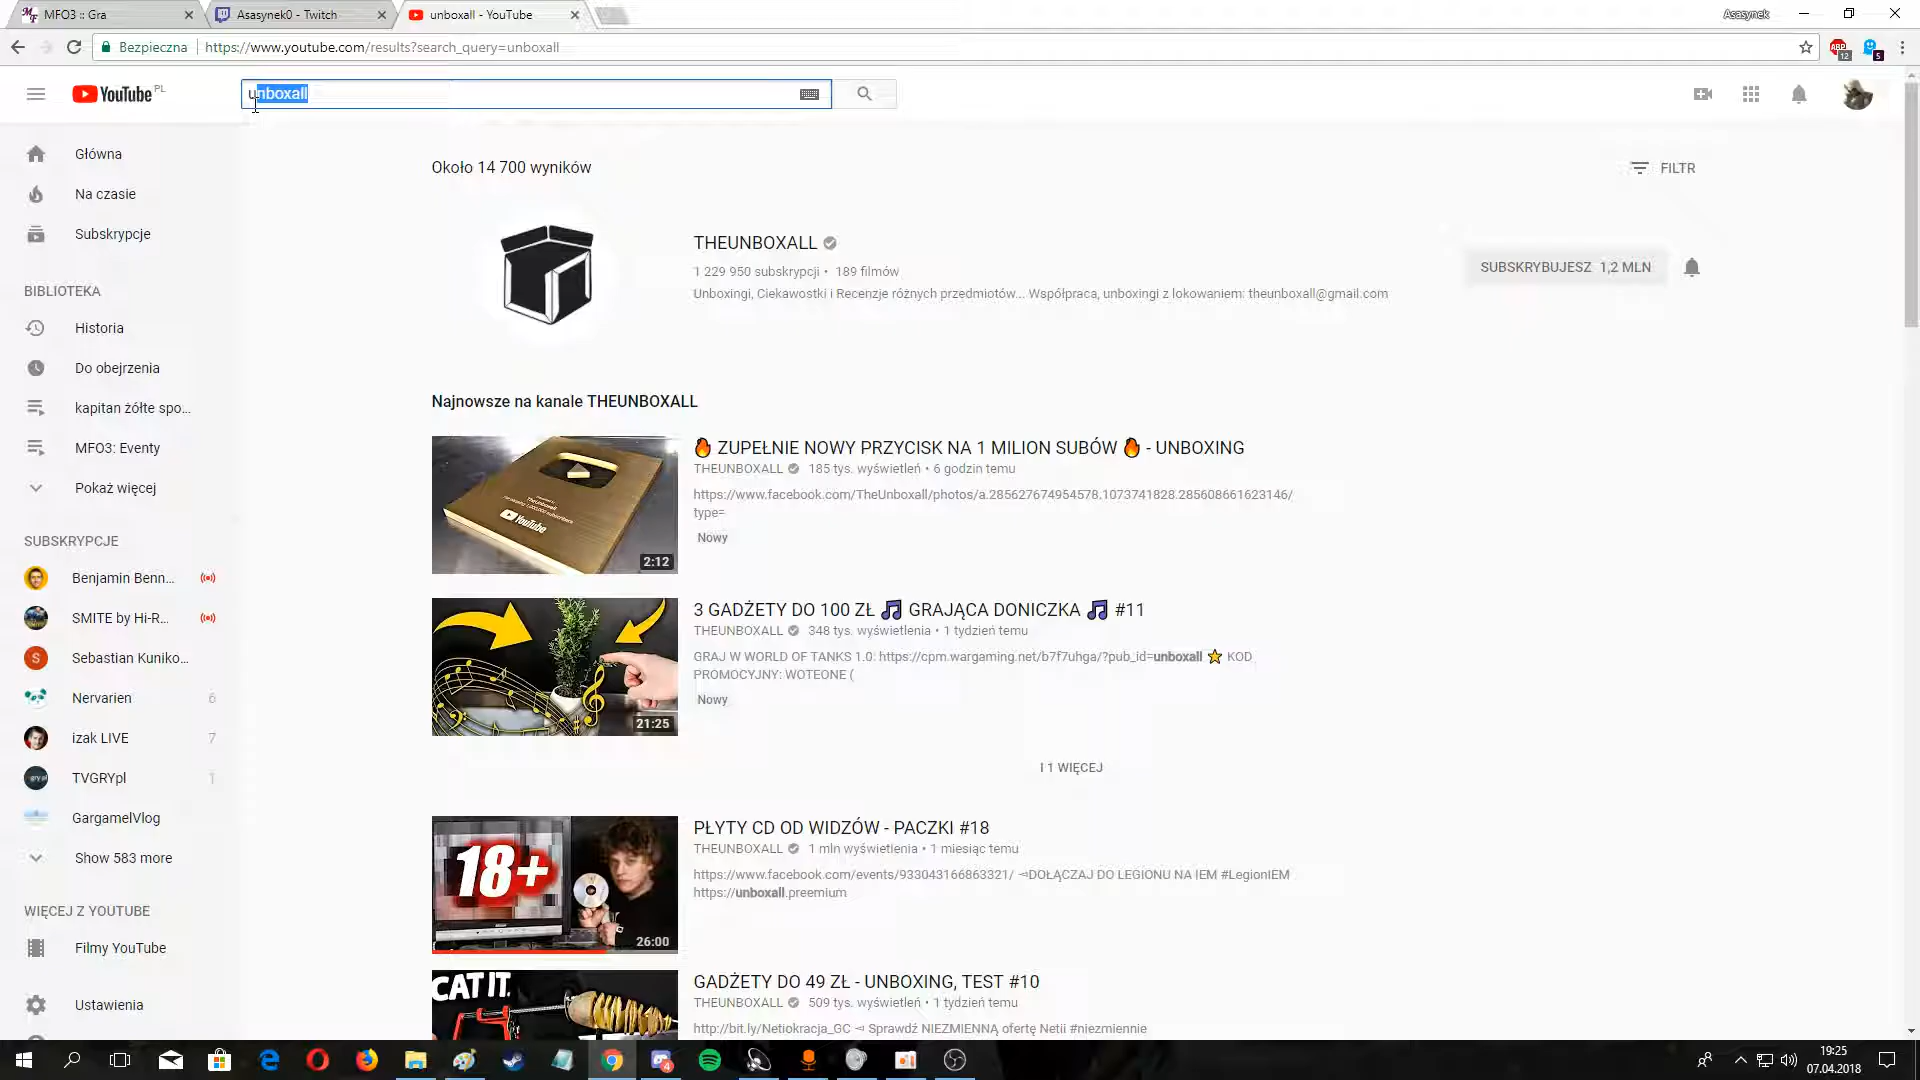 MFO3 :: Gra
Asasynek0 - Twitch
unboxall - YouTube
Asasynek
Bezpieczna
https://www.youtube.com/results?search_query=unboxall
ABP
12
5
YouTube PL
unboxall
Główna
Na czasie
Subskrypcje
BIBLIOTEKA
Historia
Do obejrzenia
kapitan żółte spo...
MFO3: Eventy
Pokaż więcej
SUBSKRYPCJE
Benjamin Benn...
SMITE by Hi-R...
S
Sebastian Kuniko...
Nervarien 6
izak LIVE 7
TVGRYpl 1
GargamelVlog
Show 583 more
WIĘCEJ Z YOUTUBE
Filmy YouTube
Ustawienia
Około 14 700 wyników
FILTR
THEUNBOXALL
1 229 950 subskrypcji • 189 filmów
Unboxingi, Ciekawostki i Recenzje różnych przedmiotów... Współpraca, unboxingi z lokowaniem: theunboxall@gmail.com
SUBSKRYBUJESZ 1,2 MLN
Najnowsze na kanale THEUNBOXALL
YouTube
2:12
🔥 ZUPEŁNIE NOWY PRZYCISK NA 1 MILION SUBÓW 🔥 - UNBOXING
THEUNBOXALL 185 tys. wyświetleń • 6 godzin temu
https://www.facebook.com/TheUnboxall/photos/a.285627674954578.1073741828.285608661623146/
type=
Nowy
21:25
3 GADŻETY DO 100 ZŁ 🎵 GRAJĄCA DONICZKA 🎵 #11
THEUNBOXALL 348 tys. wyświetlenia • 1 tydzień temu
GRAJ W WORLD OF TANKS 1.0: https://cpm.wargaming.net/b7f7uhga/?pub_id=unboxall ⭐ KOD
PROMOCYJNY: WOTEONE (
Nowy
I 1 WIĘCEJ
18+
26:00
PŁYTY CD OD WIDZÓW - PACZKI #18
THEUNBOXALL 1 mln wyświetlenia • 1 miesiąc temu
https://www.facebook.com/events/933043166863321/ ⊲DOŁĄCZAJ DO LEGIONU NA IEM #LegionIEM
https://unboxall.preemium
CAT IT.
GADŻETY DO 49 ZŁ - UNBOXING, TEST #10
THEUNBOXALL 509 tys. wyświetleń • 1 tydzień temu
http://bit.ly/Netiokracja_GC ⊲ Sprawdź NIEZMIENNĄ ofertę Netii #niezmiennie
4
19:25
07.04.2018